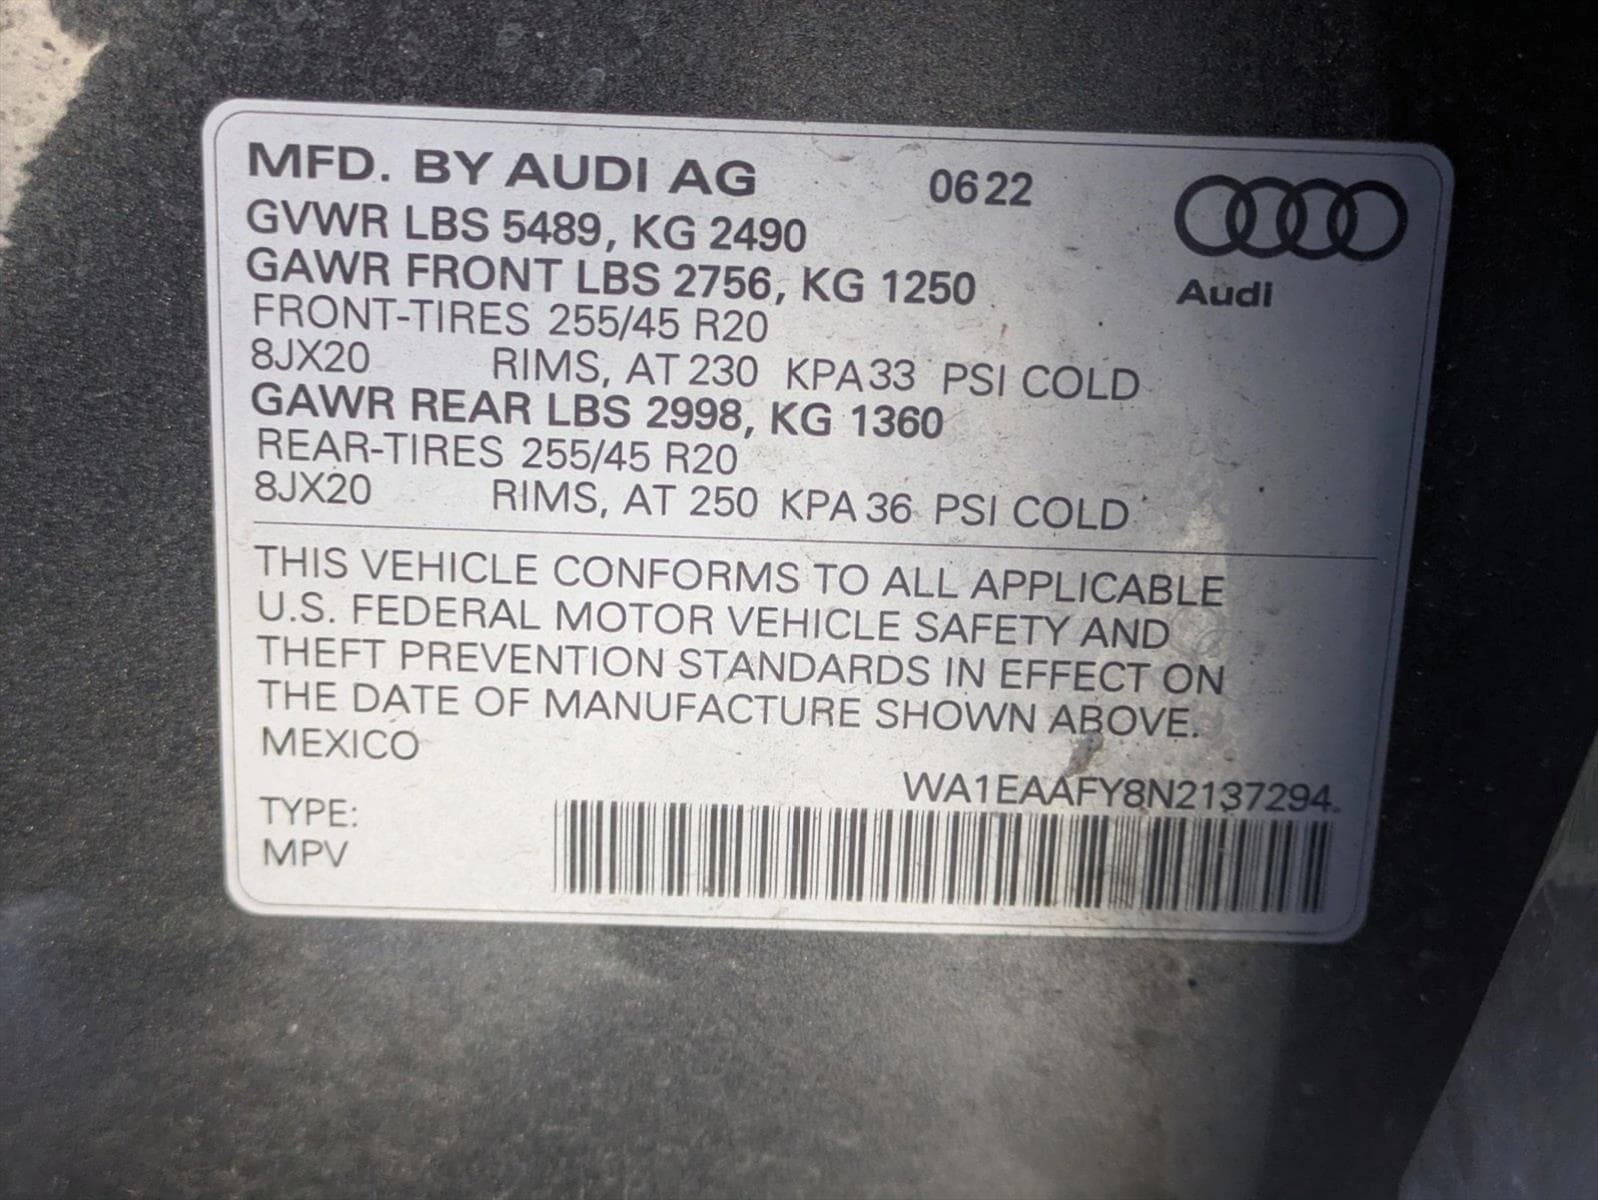 MFD. BY AUDI AG 0622
GVWR LBS 5489, KG 2490
GAWR FRONT LBS 2756, KG 1250
Audi
FRONT-TIRES 255/45 R20
8JX20 RIMS, AT 230 KPA 33 PSI COLD
GAWR REAR LBS 2998, KG 1360
REAR-TIRES 255/45 R20
8JX20 RIMS, AT 250 KPA 36 PSI COLD
THIS VEHICLE CONFORMS TO ALL APPLICABLE
U.S. FEDERAL MOTOR VEHICLE SAFETY AND
THEFT PREVENTION STANDARDS IN EFFECT ON
THE DATE OF MANUFACTURE SHOWN ABOVE.
MEXICO
WA1EAAFY8N2137294
TYPE:
MPV